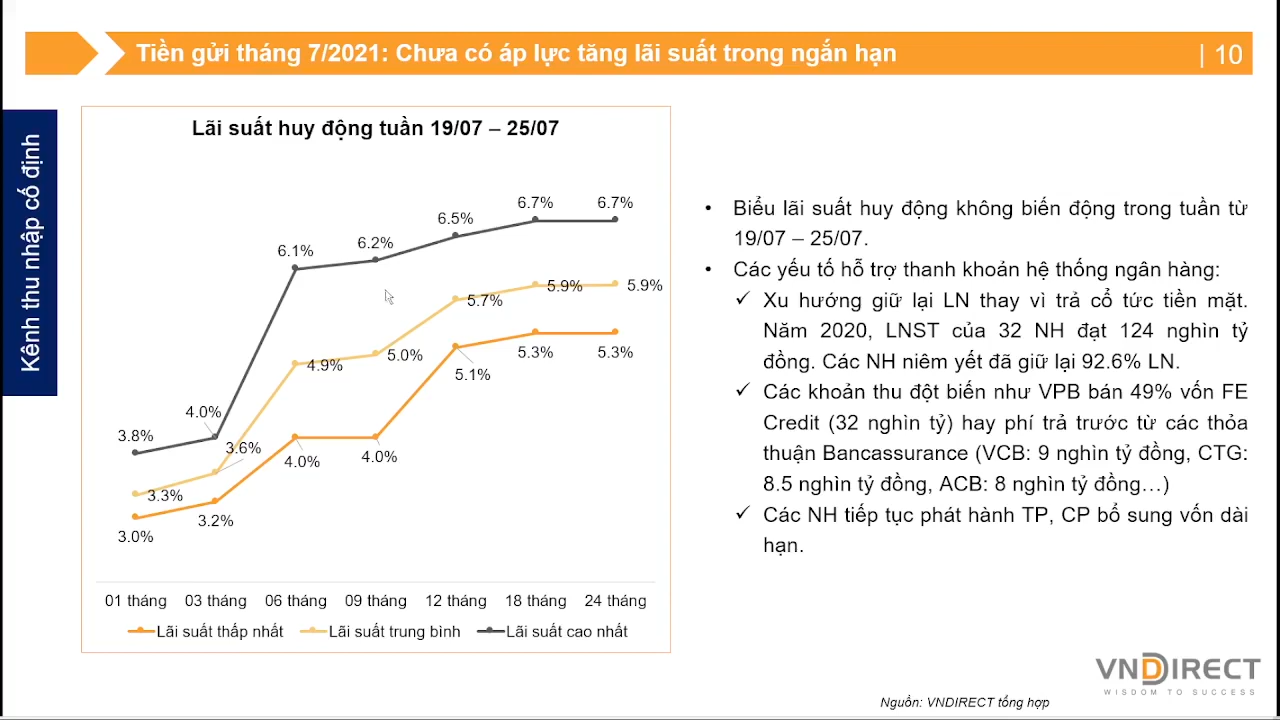 Tiền gửi tháng 7/2021: Chưa có áp lực tăng lãi suất trong ngắn hạn
| 10
Kênh thu nhập cố định
Lãi suất huy động tuần 19/07 – 25/07
6.7% 6.7%
6.5%
6.2%
6.1%
5.9% 5.9%
5.7%
5.3% 5.3%
5.0%
4.9%
5.1%
4.0%
3.8%
3.6%
4.0% 4.0%
3.3%
3.2%
3.0%
01 tháng 03 tháng 06 tháng 09 tháng 12 tháng 18 tháng 24 tháng
Lãi suất thấp nhất Lãi suất trung bình Lãi suất cao nhất
• Biểu lãi suất huy động không biến động trong tuần từ
19/07 – 25/07.
• Các yếu tố hỗ trợ thanh khoản hệ thống ngân hàng:
✓ Xu hướng giữ lại LN thay vì trả cổ tức tiền mặt.
Năm 2020, LNST của 32 NH đạt 124 nghìn tỷ
đồng. Các NH niêm yết đã giữ lại 92.6% LN.
✓ Các khoản thu đột biến như VPB bán 49% vốn FE
Credit (32 nghìn tỷ) hay phí trả trước từ các thỏa
thuận Bancassurance (VCB: 9 nghìn tỷ đồng, CTG:
8.5 nghìn tỷ đồng, ACB: 8 nghìn tỷ đồng…)
✓ Các NH tiếp tục phát hành TP, CP bổ sung vốn dài
hạn.
VNDIRECT
WISDOM TO SUCCESS
Nguồn: VNDIRECT tổng hợp